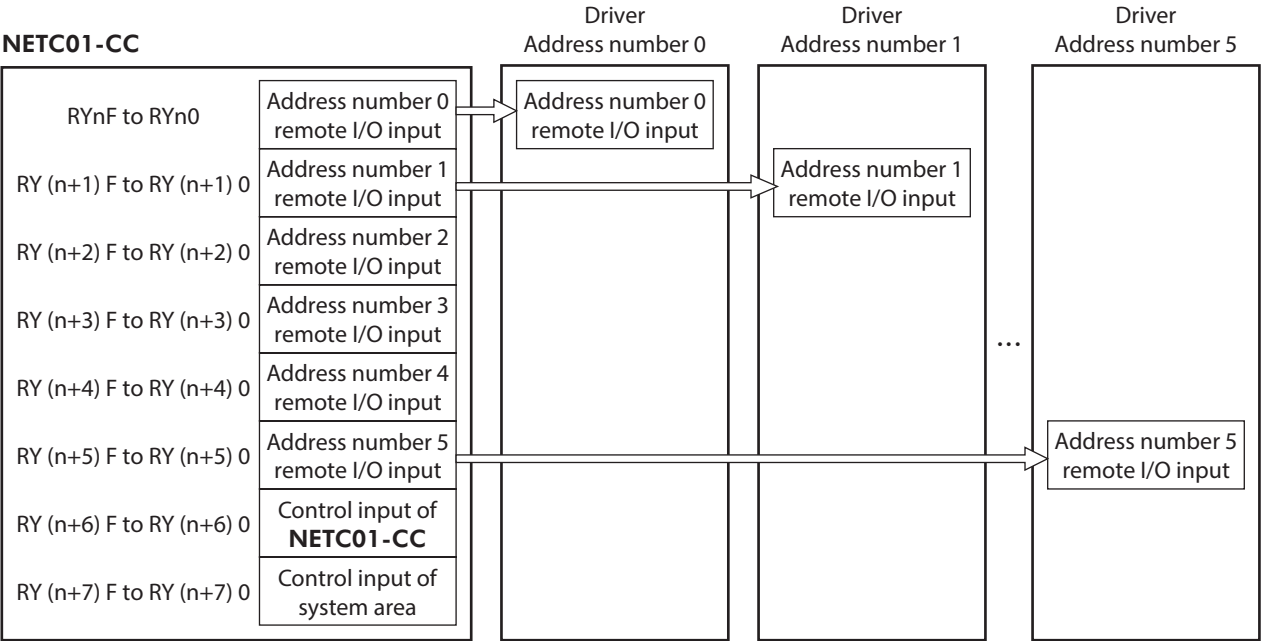 NETC01-CC
Driver
Address number 0
Driver
Address number 1
Driver
Address number 5
RYnF to RYn0
Address number 0
remote I/O input
Address number 0
remote I/O input
RY (n+1) F to RY (n+1) 0
Address number 1
remote I/O input
Address number 1
remote I/O input
RY (n+2) F to RY (n+2) 0
Address number 2
remote I/O input
RY (n+3) F to RY (n+3) 0
Address number 3
remote I/O input
...
RY (n+4) F to RY (n+4) 0
Address number 4
remote I/O input
RY (n+5) F to RY (n+5) 0
Address number 5
remote I/O input
Address number 5
remote I/O input
RY (n+6) F to RY (n+6) 0
Control input of
NETC01-CC
RY (n+7) F to RY (n+7) 0
Control input of
system area